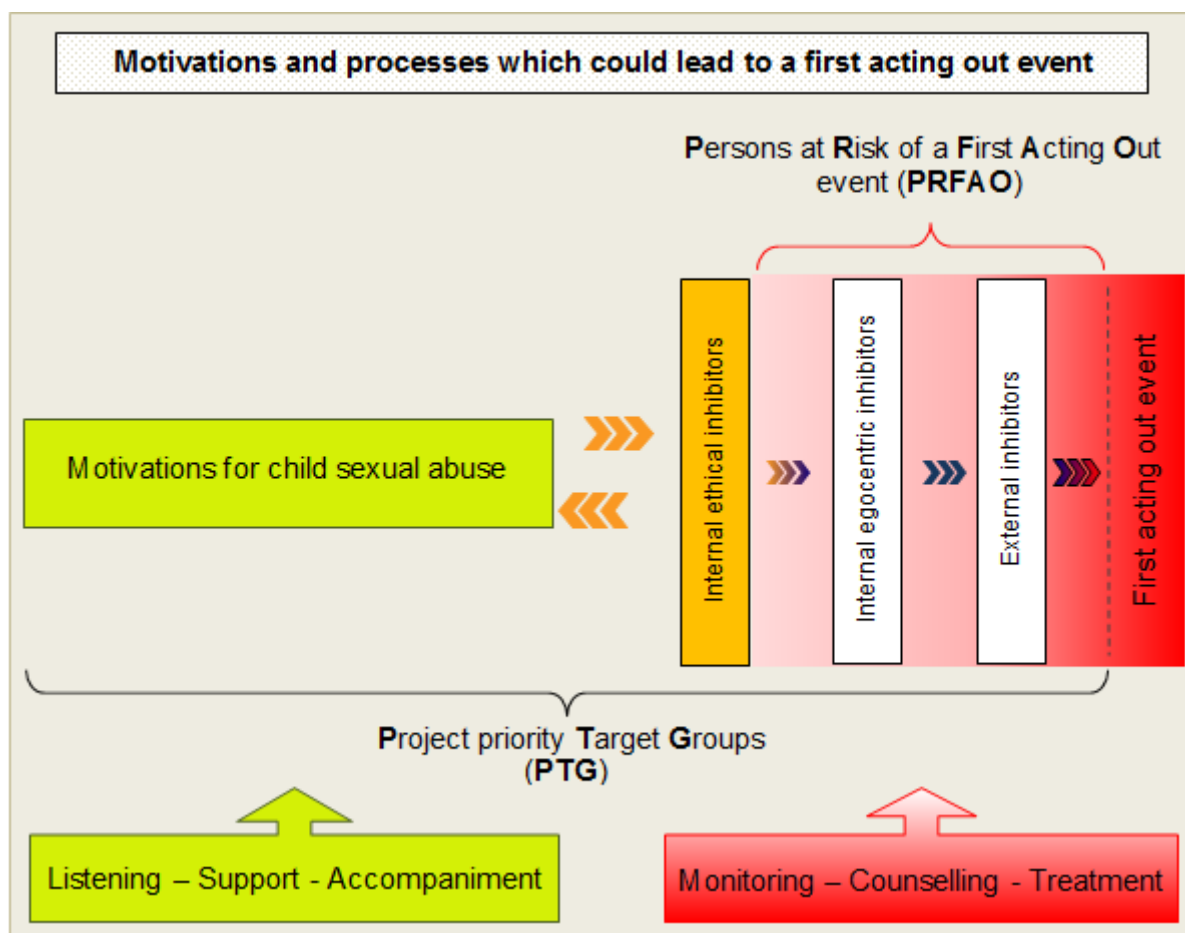 Motivations and processes which could lead to a first acting out event
Persons at Risk of a First Acting Out
event (PRFAO)
Motivations for child sexual abuse
Internal ethical inhibitors
Internal egocentric inhibitors
External inhibitors
First acting out event
Project priority Target Groups
(PTG)
Listening – Support - Accompaniment
Monitoring – Counselling - Treatment